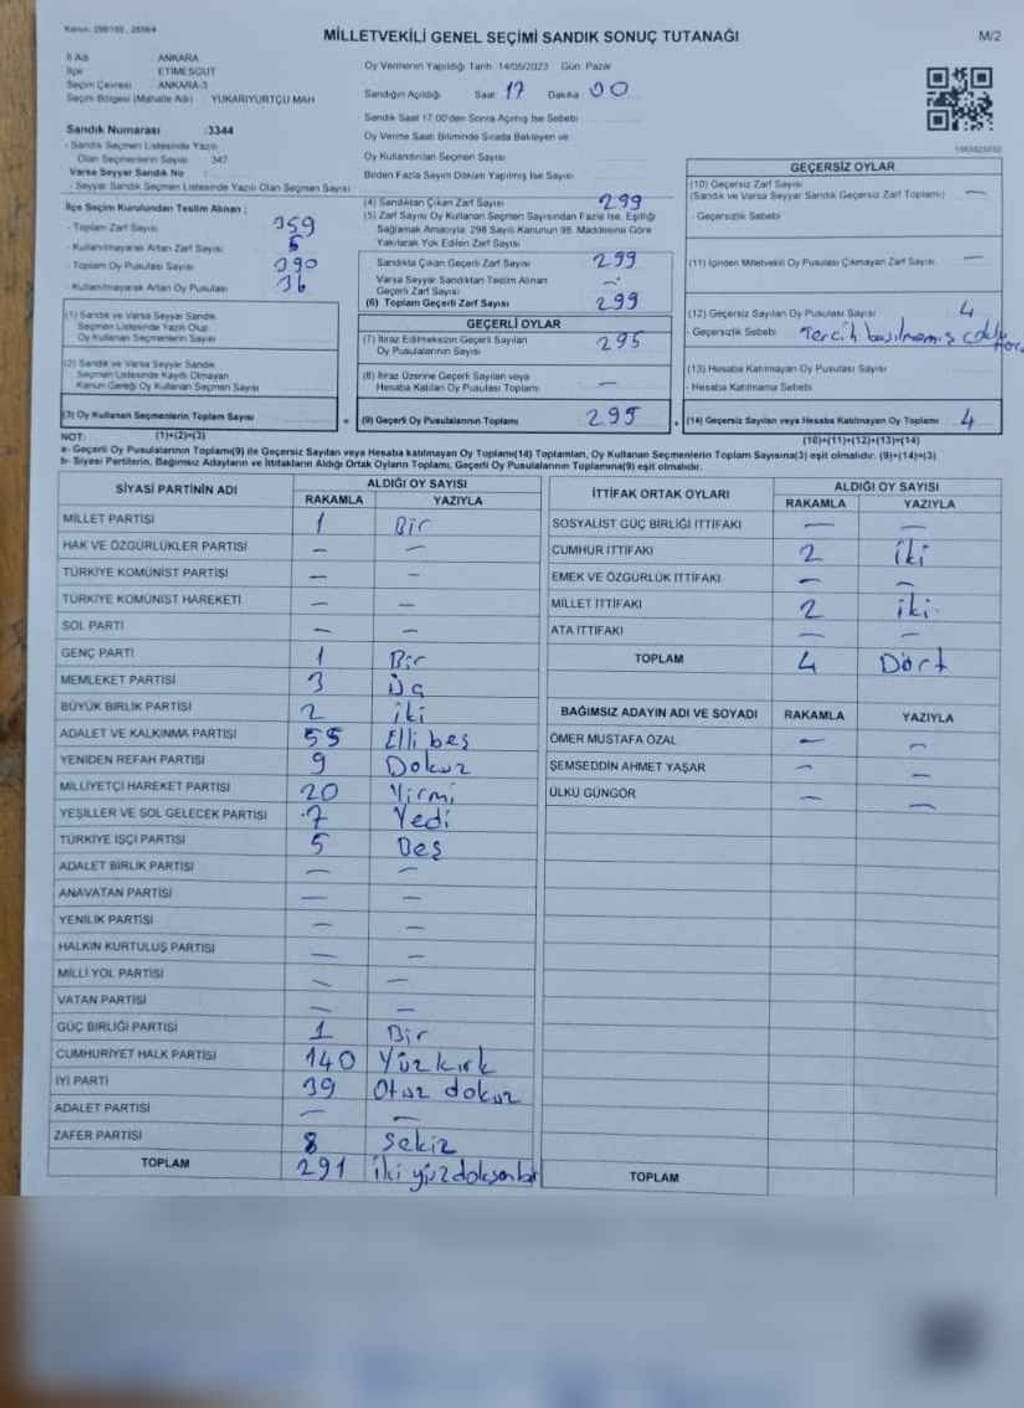 MİLLETVEKİLİ GENEL SEÇİMİ SANDIK SONUÇ TUTANAĞI
M/2
İl Adı ANKARA
İlçe ETİMESGUT
Seçim Çevresi ANKARA-3
Seçim Bölgesi (Mahalle Adı) YUKARIYURTÇU MAH
Sandık Numarası :3344
- Sandık Seçmen Listesinde Yazılı
Olan Seçmenlerin Sayısı 347
Varsa Seyyar Sandık No :
- Seyyar Sandık Seçmen Listesinde Yazılı Olan Seçmen Sayısı
Oy Vermenin Yapıldığı Tarih 14/05/2023 Gün: Pazar
Sandığın Açıldığı Saat 17 Dakika 00
Sandık Saat 17.00'den Sonra Açılmış İse Sebebi
Oy Verme Saati Bitiminde Sırada Bekleyen ve
Oy Kullandırılan Seçmen Sayısı
Birden Fazla Sayım Döküm Yapılmış İse Sayısı
İlçe Seçim Kurulundan Teslim Alınan :
- Toplam Zarf Sayısı 359
- Kullanılmayarak Artan Zarf Sayısı
- Toplam Oy Pusulası Sayısı 390
- Kullanılmayarak Artan Oy Pusulası 36
(1) Sandık ve Varsa Seyyar Sandık
Seçmen Listesinde Yazılı Olup
Oy Kullanan Seçmenlerin Sayısı
(2) Sandık ve Varsa Seyyar Sandık
Seçmen Listesinde Kayıtlı Olmayan
Kanun Gereği Oy Kullanan Seçmen Sayısı
(3) Oy Kullanan Seçmenlerin Toplam Sayısı
(1)+(2)=(3)
(4) Sandıktan Çıkan Zarf Sayısı 299
(5) Zarf Sayısı Oy Kullanan Seçmen Sayısından Fazla İse, Eşitliği
Sağlamak Amacıyla, 298 Sayılı Kanunun 98. Maddesine Göre
Yakılarak Yok Edilen Zarf Sayısı
Sandıkta Çıkan Geçerli Zarf Sayısı 299
Varsa Seyyar Sandıktan Teslim Alınan
Geçerli Zarf Sayısı —
(6) Toplam Geçerli Zarf Sayısı 299
GEÇERLİ OYLAR
(7) İtiraz Edilmeksizin Geçerli Sayılan
Oy Pusulalarının Sayısı 295
(8) İtiraz Üzerine Geçerli Sayılan veya
Hesaba Katılan Oy Pusulası Toplamı —
(9) Geçerli Oy Pusulalarının Toplamı 295
GEÇERSİZ OYLAR
(10) Geçersiz Zarf Sayısı
(Sandık ve Varsa Seyyar Sandık Geçersiz Zarf Toplamı) —
- Geçersizlik Sebebi
(11) İçinden Milletvekili Oy Pusulası Çıkmayan Zarf Sayısı —
(12) Geçersiz Sayılan Oy Pusulası Sayısı 4
- Geçersizlik Sebebi Tercih basılmamış
(13) Hesaba Katılmayan Oy Pusulası Sayısı
- Hesaba Katılmama Sebebi
(14) Geçersiz Sayılan veya Hesaba Katılmayan Oy Toplamı 4
(10)+(11)+(12)+(13)=(14)
NOT:
a- Geçerli Oy Pusulasının Toplamı(9) ile Geçersiz Sayılan veya Hesaba katılmayan Oy Toplamı(14) Toplamları, Oy Kullanan Seçmenlerin Toplam Sayısına(3) eşit olmalıdır. (9)+(14)=(3)
b- Siyasi Partilerin, Bağımsız Adayların ve İttifakların Aldığı Ortak Oyların Toplamı, Geçerli Oy Pusulalarının Toplamına(9) eşit olmalıdır.
SİYASİ PARTİNİN ADI ALDIĞI OY SAYISI
RAKAMLA YAZIYLA
MİLLET PARTİSİ 1 Bir
HAK VE ÖZGÜRLÜKLER PARTİSİ — —
TÜRKİYE KOMÜNİST PARTİSİ — —
TÜRKİYE KOMÜNİST HAREKETİ — —
SOL PARTİ — —
GENÇ PARTİ 1 Bir
MEMLEKET PARTİSİ 3 Üç
BÜYÜK BİRLİK PARTİSİ 2 iki
ADALET VE KALKINMA PARTİSİ 55 Elli beş
YENİDEN REFAH PARTİSİ 9 Dokuz
MİLLİYETÇİ HAREKET PARTİSİ 20 Yirmi
YEŞİLLER VE SOL GELECEK PARTİSİ 7 Yedi
TÜRKİYE İŞÇİ PARTİSİ 5 Beş
ADALET BİRLİK PARTİSİ — —
ANAVATAN PARTİSİ — —
YENİLİK PARTİSİ — —
HALKIN KURTULUŞ PARTİSİ — —
MİLLİ YOL PARTİSİ — —
VATAN PARTİSİ — —
GÜÇ BİRLİĞİ PARTİSİ 1 Bir
CUMHURİYET HALK PARTİSİ 140 Yüz kırk
İYİ PARTİ 39 Otuz dokuz
ADALET PARTİSİ — —
ZAFER PARTİSİ 8 Sekiz
TOPLAM 291 İki yüz doksan bir
İTTİFAK ORTAK OYLARI ALDIĞI OY SAYISI
RAKAMLA YAZIYLA
SOSYALİST GÜÇ BİRLİĞİ İTTİFAKI — —
CUMHUR İTTİFAKI 2 iki
EMEK VE ÖZGÜRLÜK İTTİFAKI — —
MİLLET İTTİFAKI 2 iki
ATA İTTİFAKI — —
TOPLAM 4 Dört
BAĞIMSIZ ADAYIN ADI VE SOYADI RAKAMLA YAZIYLA
ÖMER MUSTAFA ÖZAL — —
ŞEMSEDDİN AHMET YAŞAR — —
ÜLKÜ GÜNGÖR — —
TOPLAM